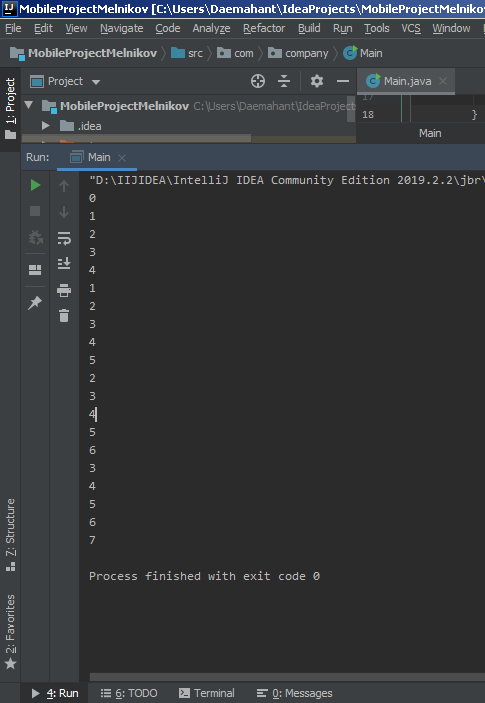 MobileProjectMelnikov [C:\Users\Daemahant\IdeaProjects\MobileProjectMelnikov
File Edit View Navigate Code Analyze Refactor Build Run Tools VCS Window
MobileProjectMelnikov src com company Main
1: Project
Project
Main.java
MobileProjectMelnikov C:\Users\Daemahant\IdeaProjects
.idea
17
18 }
Main
Run: Main
"D:\IIJIDEA\IntelliJ IDEA Community Edition 2019.2.2\jbr\
0
1
2
3
4
1
2
3
4
5
2
3
4
5
6
3
4
5
6
7
Process finished with exit code 0
7: Structure
2: Favorites
4: Run 6: TODO Terminal 0: Messages